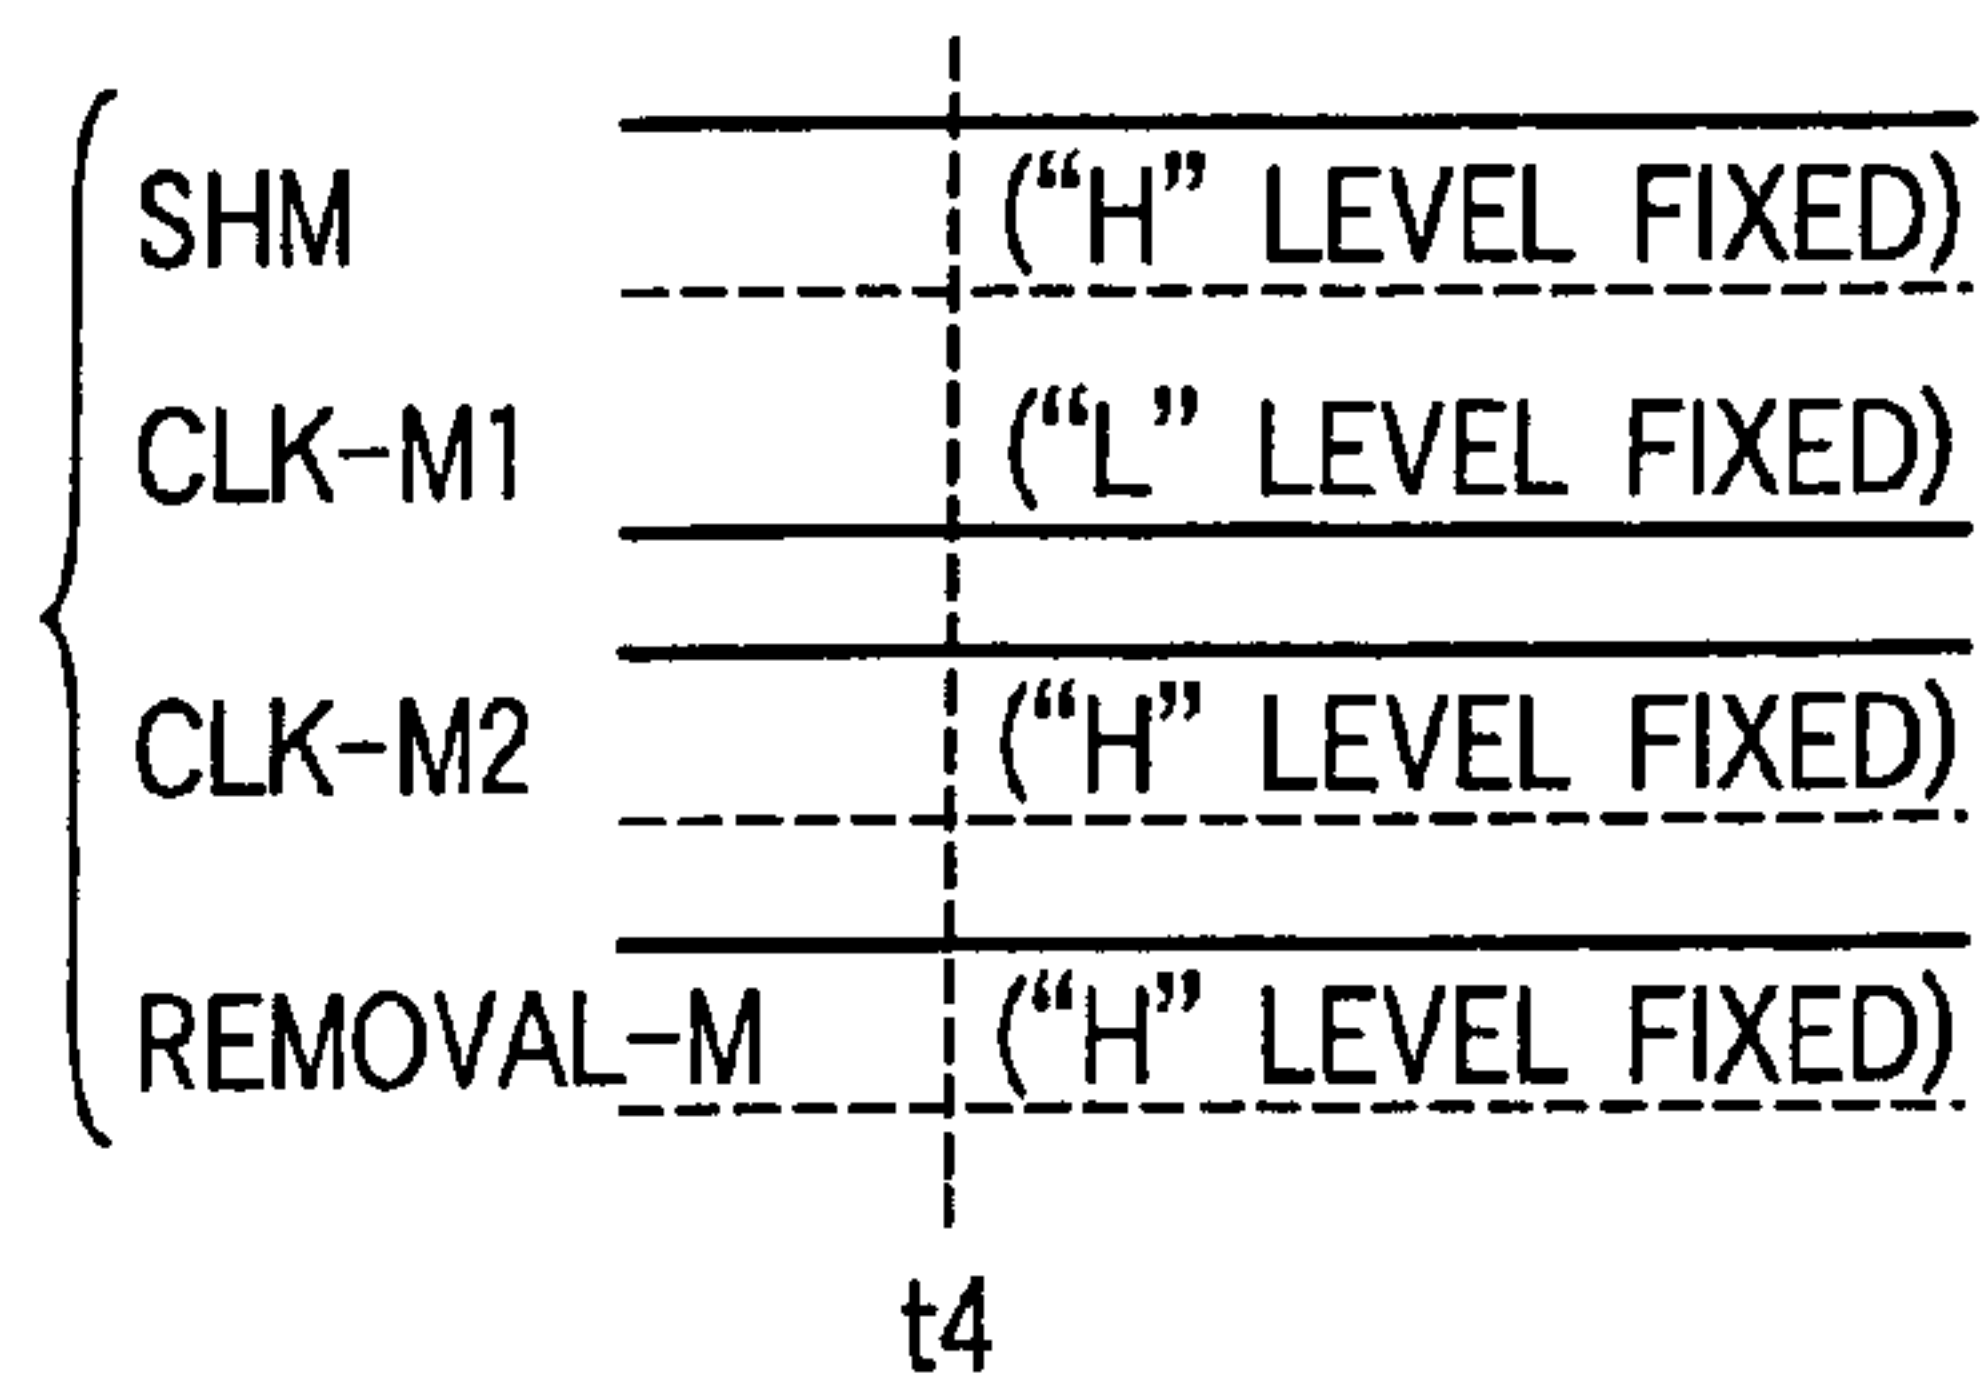 SHM (“H” LEVEL FIXED)
CLK-M1 (“L” LEVEL FIXED)
CLK-M2 (“H” LEVEL FIXED)
REMOVAL-M (“H” LEVEL FIXED)
t4